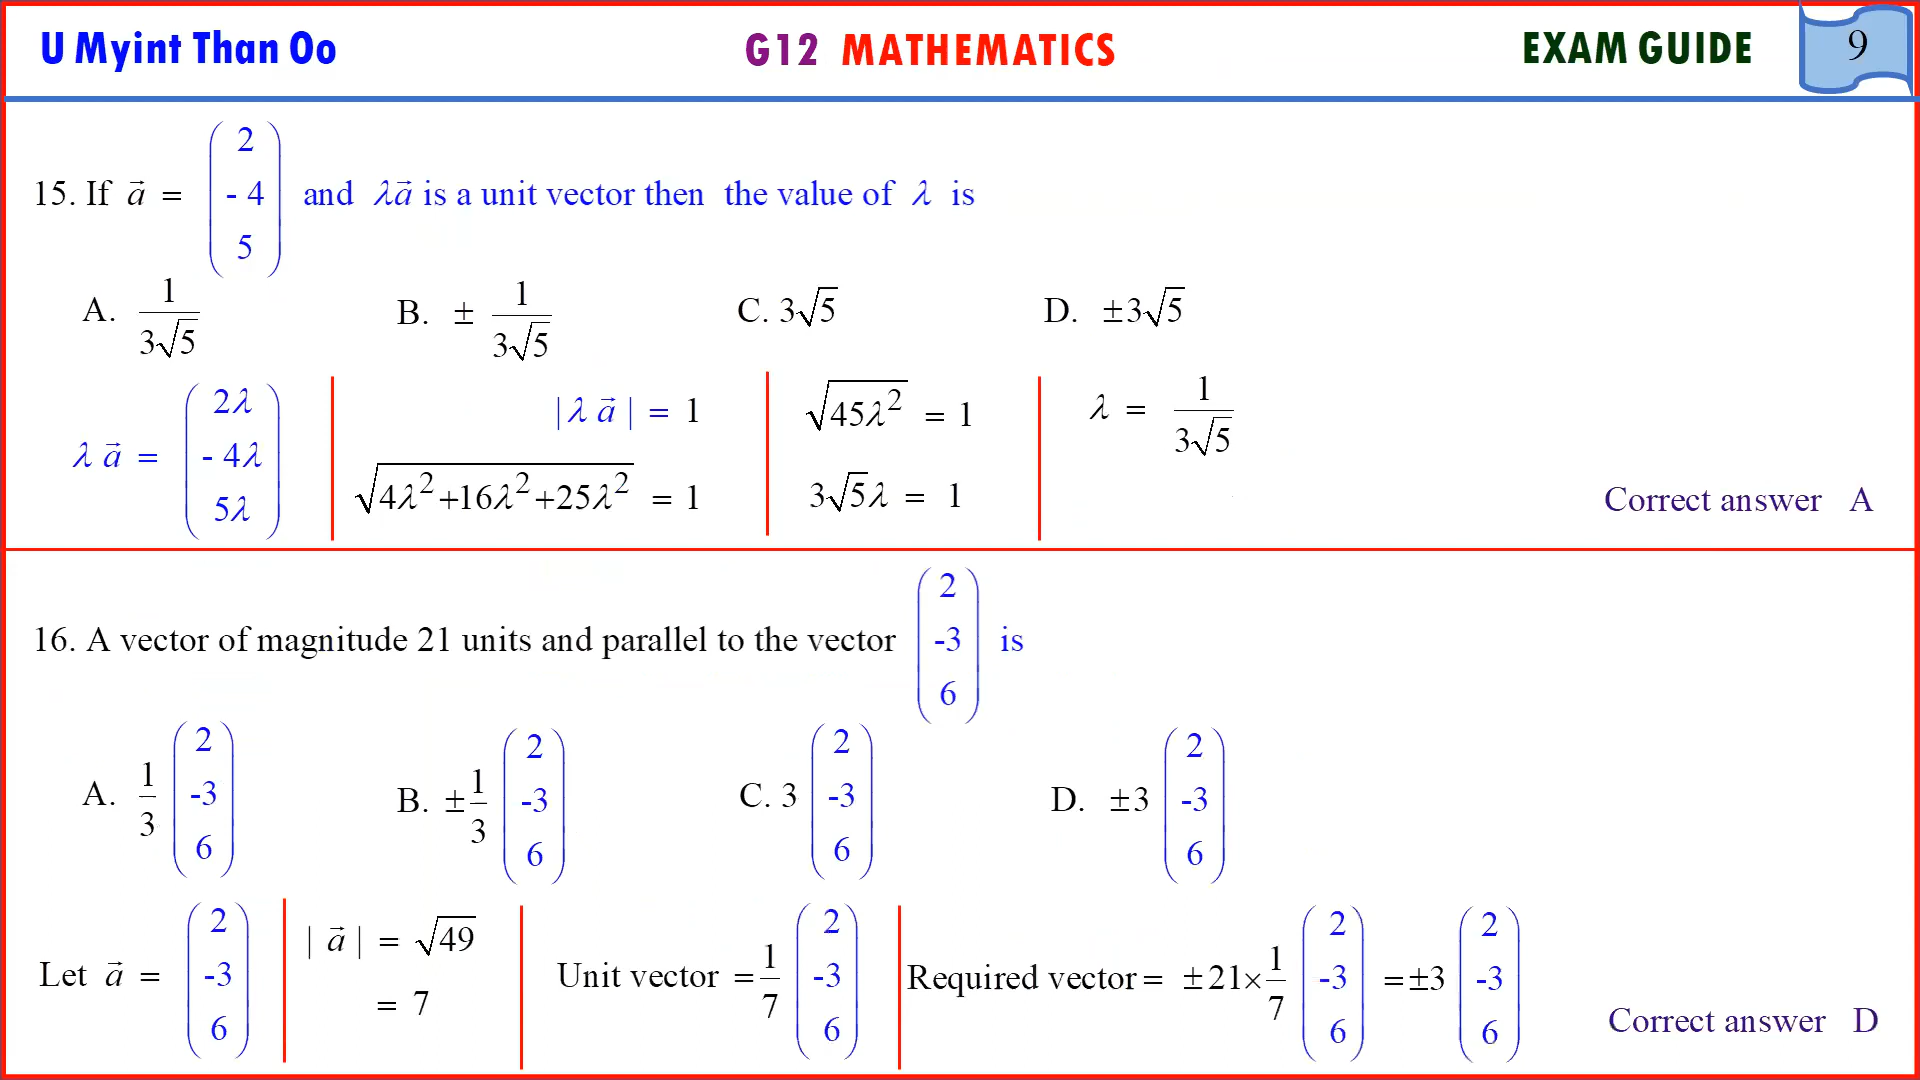 U Myint Than Oo
G12 MATHEMATICS
EXAM GUIDE
9
15. If a⃗ = (2, - 4, 5) and λa⃗ is a unit vector then the value of λ is
A. 1/(3√5) B. ± 1/(3√5) C. 3√5 D. ±3√5
λ a⃗ = (2λ, - 4λ, 5λ)
|λ a⃗ | = 1
√(4λ²+16λ²+25λ²) = 1
√(45λ²) = 1
3√5λ = 1
λ = 1/(3√5)
Correct answer A
16. A vector of magnitude 21 units and parallel to the vector (2, -3, 6) is
A. 1/3 (2, -3, 6) B. ±1/3 (2, -3, 6) C. 3 (2, -3, 6) D. ±3 (2, -3, 6)
Let a⃗ = (2, -3, 6)
| a⃗ | = √49
= 7
Unit vector = 1/7 (2, -3, 6)
Required vector = ±21× 1/7 (2, -3, 6) = ±3 (2, -3, 6)
Correct answer D